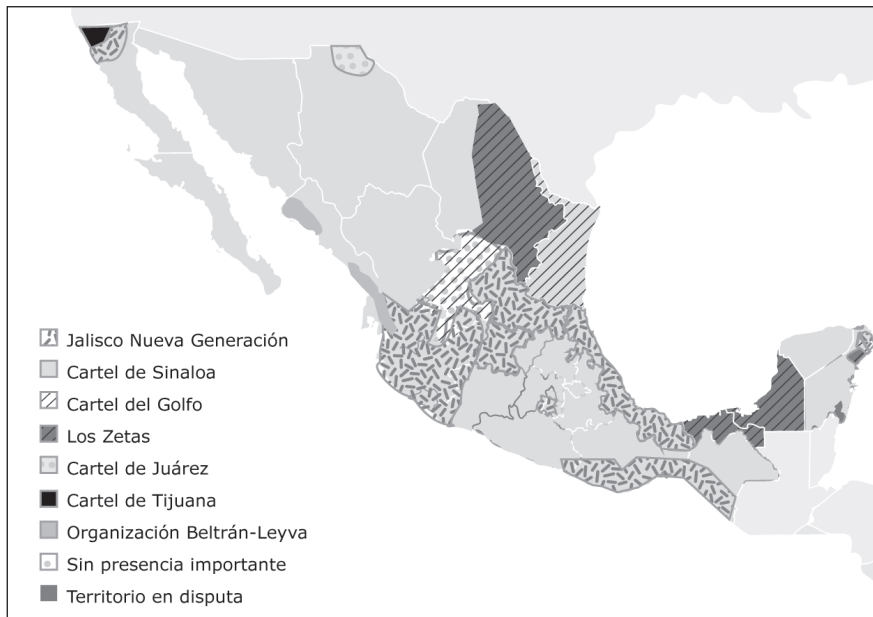 Jalisco Nueva Generación
Cartel de Sinaloa
Cartel del Golfo
Los Zetas
Cartel de Juárez
Cartel de Tijuana
Organización Beltrán-Leyva
Sin presencia importante
Territorio en disputa